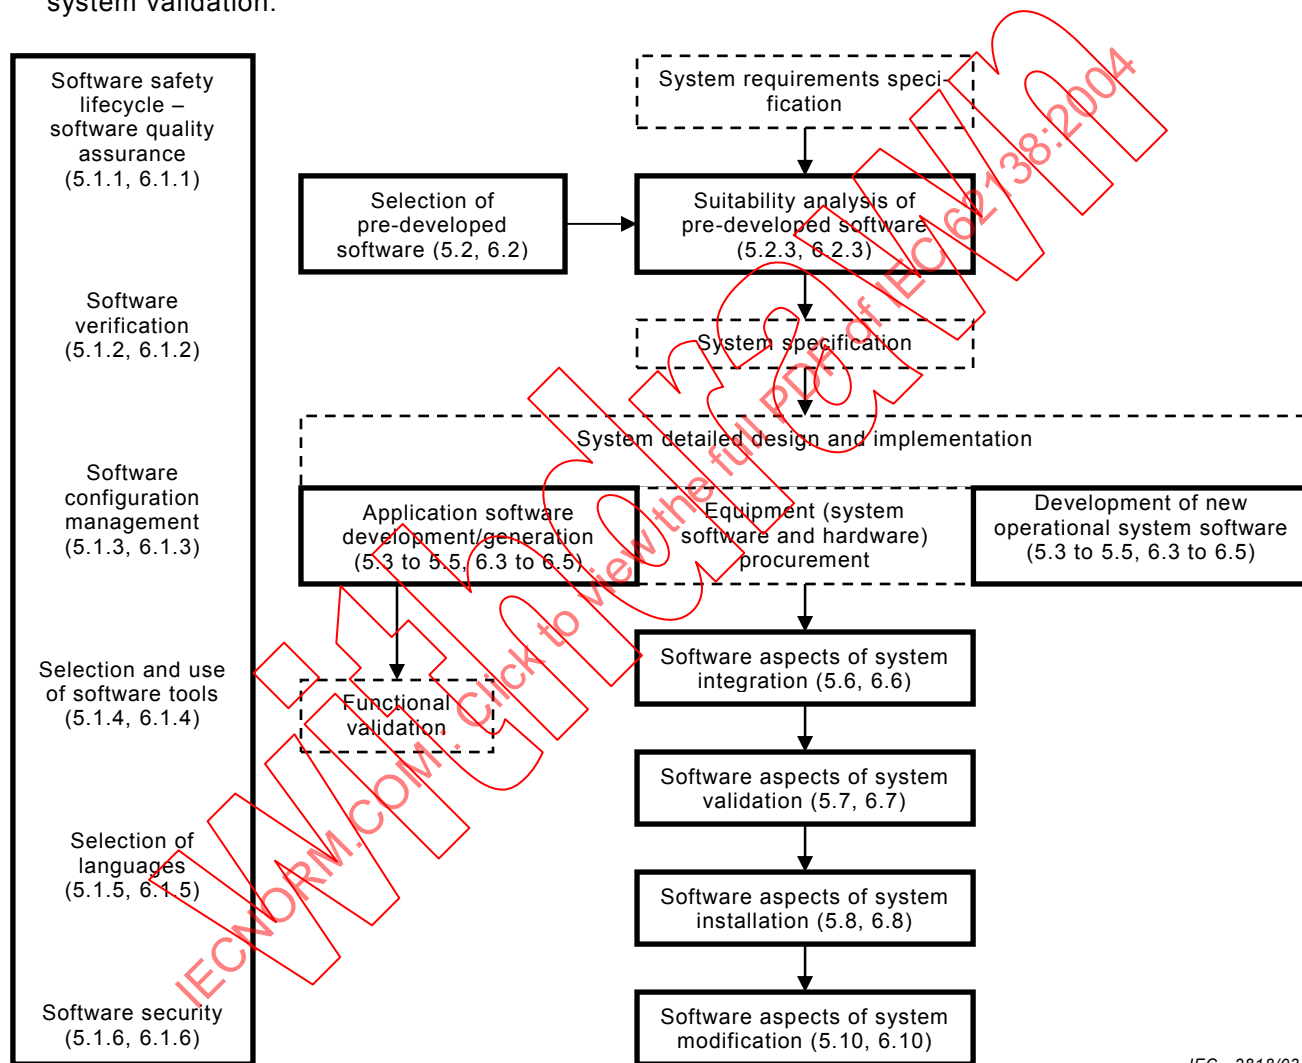 system validation.
Software safety
lifecycle –
software quality
assurance
(5.1.1, 6.1.1)
Software
verification
(5.1.2, 6.1.2)
Software
configuration
management
(5.1.3, 6.1.3)
Selection and use
of software tools
(5.1.4, 6.1.4)
Selection of
languages
(5.1.5, 6.1.5)
Software security
(5.1.6, 6.1.6)
System requirements speci-
fication
Selection of
pre-developed
software (5.2, 6.2)
Suitability analysis of
pre-developed software
(5.2.3, 6.2.3)
System specification
System detailed design and implementation
Application software
development/generation
(5.3 to 5.5, 6.3 to 6.5)
Equipment (system
software and hardware)
procurement
Development of new
operational system software
(5.3 to 5.5, 6.3 to 6.5)
Functional
validation
Software aspects of system
integration (5.6, 6.6)
Software aspects of system
validation (5.7, 6.7)
Software aspects of system
installation (5.8, 6.8)
Software aspects of system
modification (5.10, 6.10)
IEC 2818/03
Withdrawn
IECNORM.COM: Click to view the full PDF of IEC 62138:2004